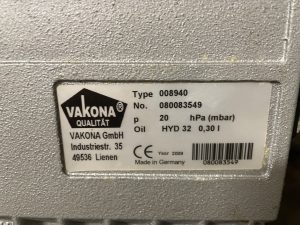 VAKONA®
QUALITÄT
VAKONA GmbH
Industriestr. 35
49536 Lienen
Type 008940
No. 080083549
p 20 hPa (mbar)
Oil HYD 32 0,30 l
CE Year
Made in Germany
080083549